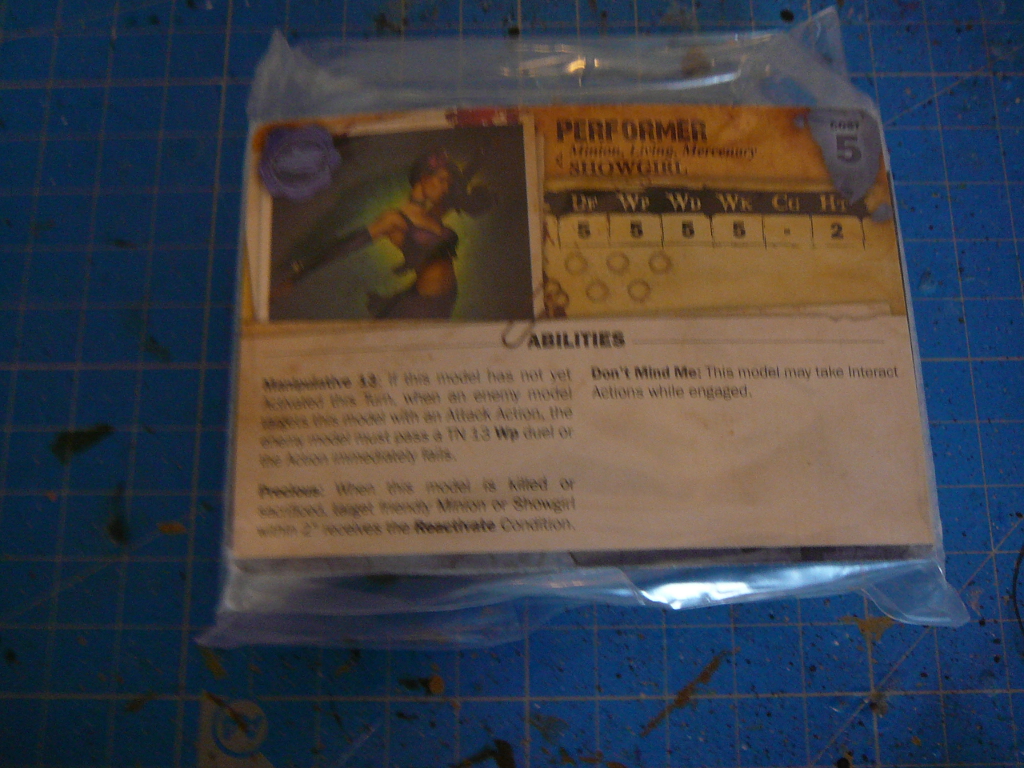 PERFORMER
COST
5
Minion, Living, Mercenary
SHOWGIRL
DF WP WD WK CG HT
5 5 5 5 - 2
ABILITIES
Manipulative 13: If this model has not yet
Activated this Turn, when an enemy model
targets this model with an Attack Action, the
enemy model must pass a TN 13 Wp duel or
the Action immediately fails.
Precious: When this model is killed or
sacrificed, target friendly Minion or Showgirl
within 2" receives the Reactivate Condition.
Don't Mind Me: This model may take Interact
Actions while engaged.